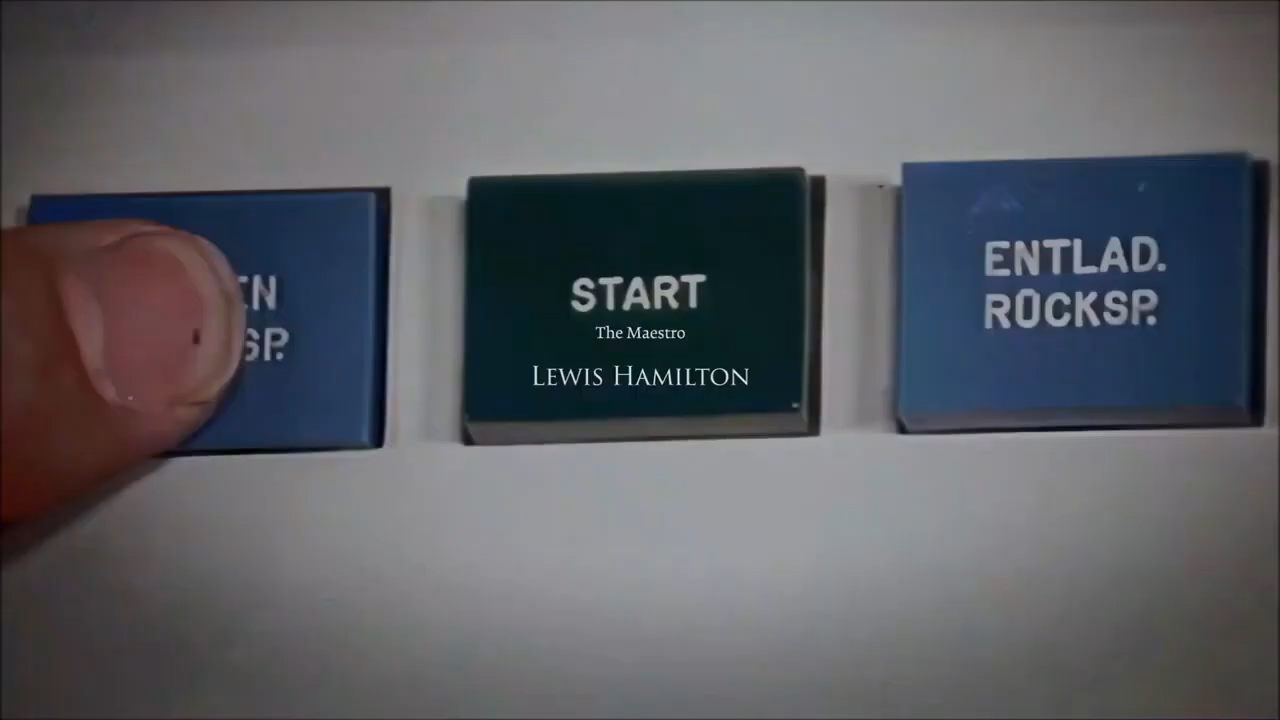 START
The Maestro
LEWIS HAMILTON
ENTLAD.
RÜCKSP.